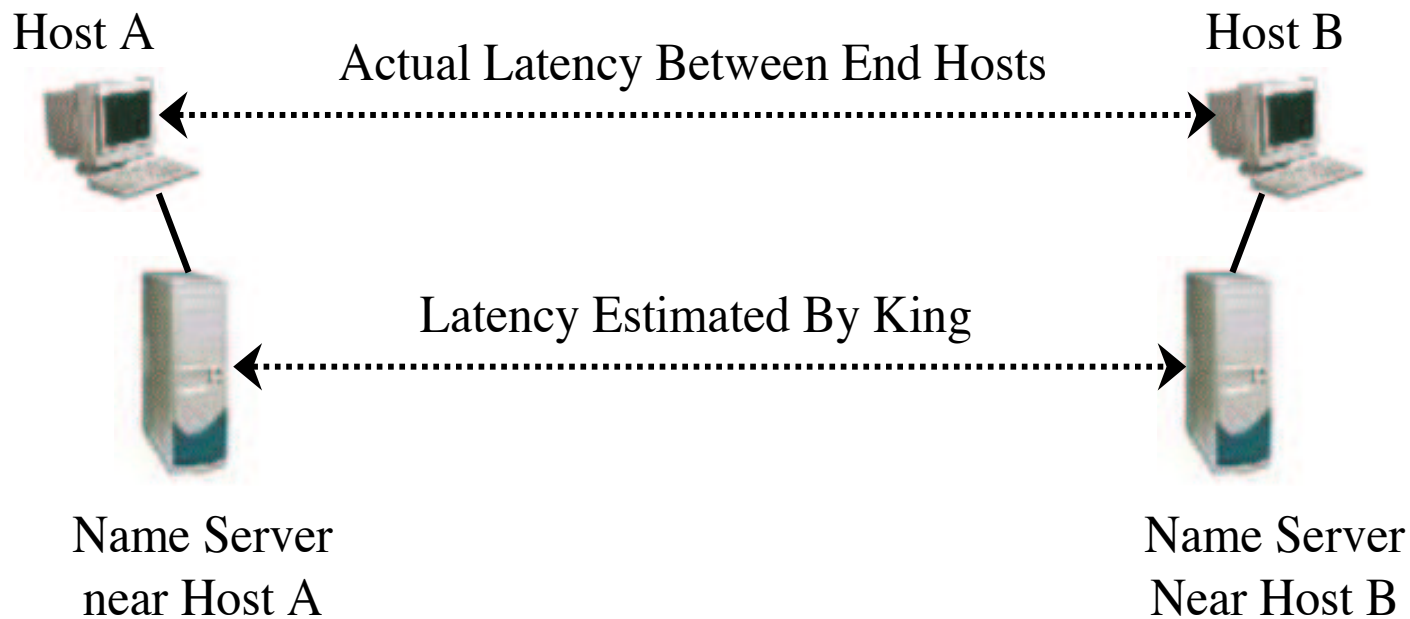 Host A
Host B
Actual Latency Between End Hosts
Latency Estimated By King
Name Server
near Host A
Name Server
Near Host B